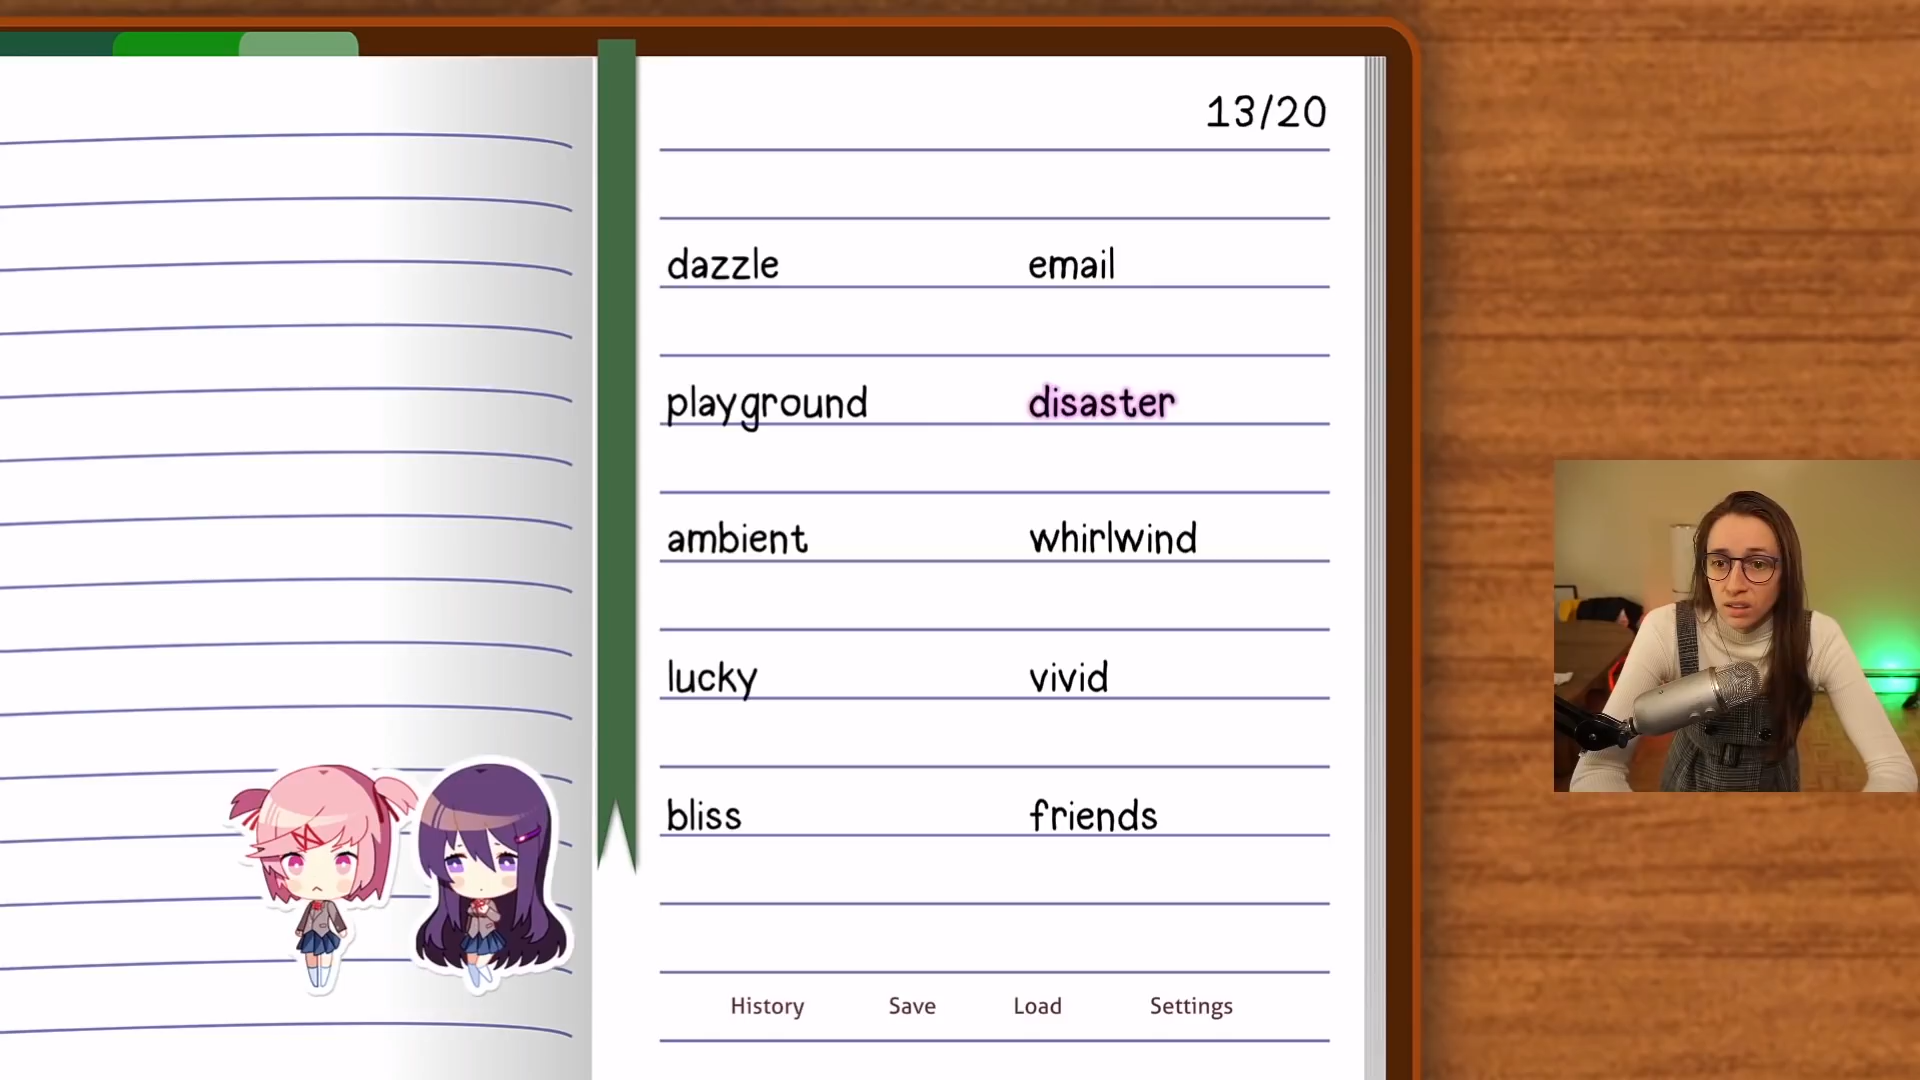 13/20
dazzle email
playground disaster
ambient whirlwind
lucky vivid
bliss friends
History Save Load Settings